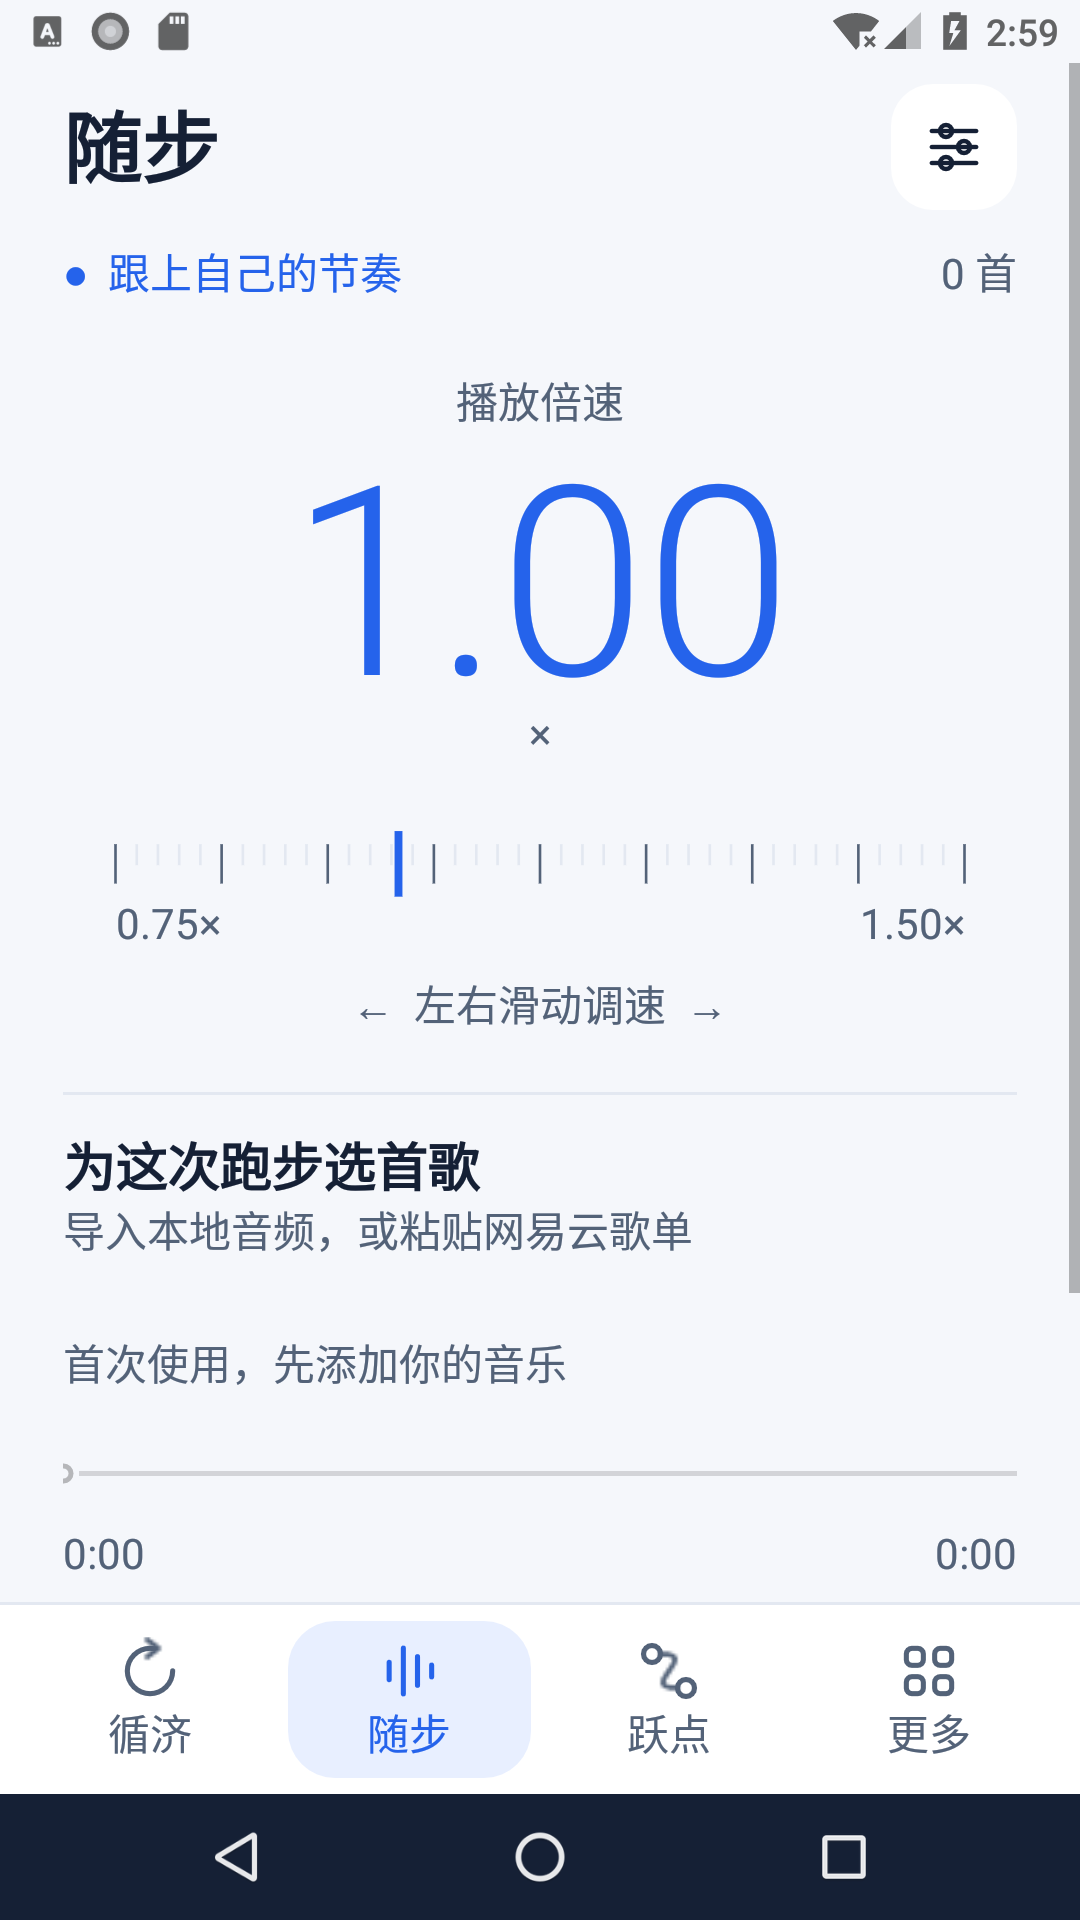 2:59
随步
跟上自己的节奏
0 首
播放倍速
1.00
×
0.75×
1.50×
← 左右滑动调速 →
为这次跑步选首歌
导入本地音频，或粘贴网易云歌单
首次使用，先添加你的音乐
0:00
0:00
循济
随步
跃点
更多